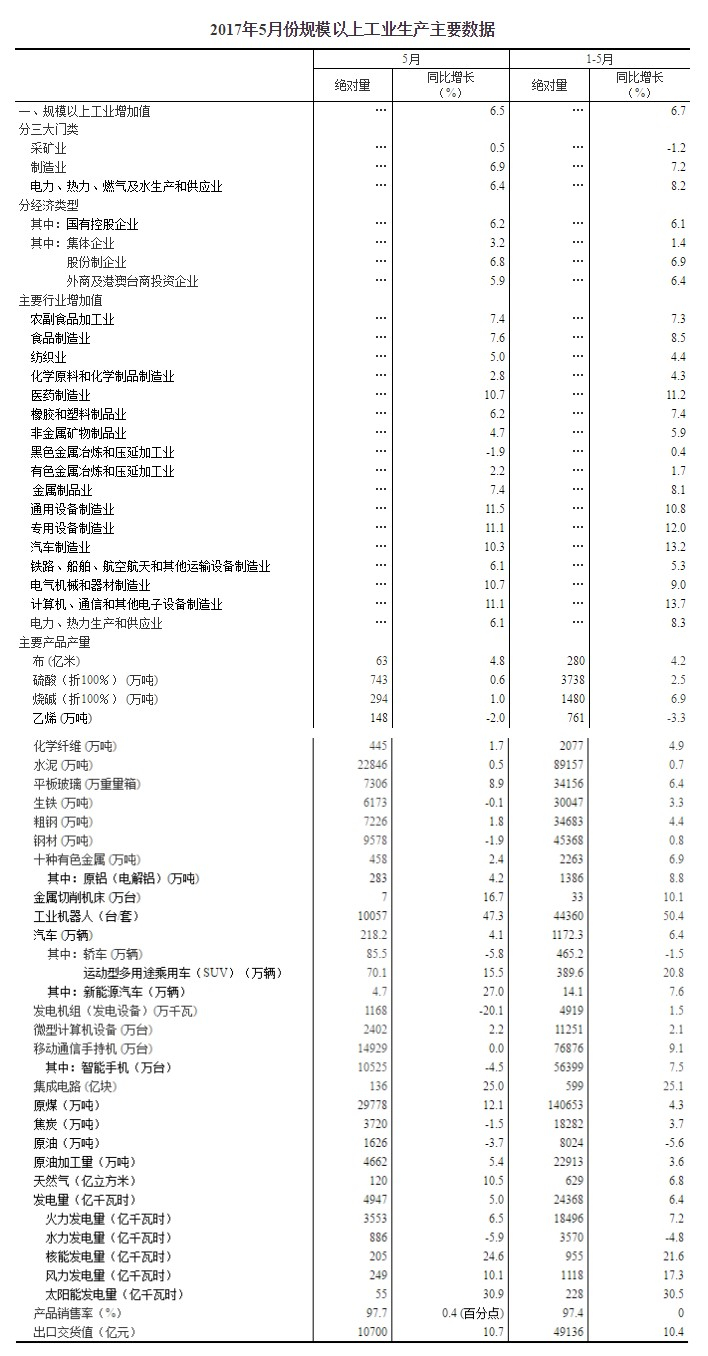 2017年5月份规模以上工业生产主要数据
5月 1-5月
绝对量 同比增长（%） 绝对量 同比增长（%）
一、规模以上工业增加值 … 6.5 … 6.7
分三大门类
采矿业 … 0.5 … -1.2
制造业 … 6.9 … 7.2
电力、热力、燃气及水生产和供应业 … 6.4 … 8.2
分经济类型
其中：国有控股企业 … 6.2 … 6.1
其中：集体企业 … 3.2 … 1.4
股份制企业 … 6.8 … 6.9
外商及港澳台商投资企业 … 5.9 … 6.4
主要行业增加值
农副食品加工业 … 7.4 … 7.3
食品制造业 … 7.6 … 8.5
纺织业 … 5.0 … 4.4
化学原料和化学制品制造业 … 2.8 … 4.3
医药制造业 … 10.7 … 11.2
橡胶和塑料制品业 … 6.2 … 7.4
非金属矿物制品业 … 4.7 … 5.9
黑色金属冶炼和压延加工业 … -1.9 … 0.4
有色金属冶炼和压延加工业 … 2.2 … 1.7
金属制品业 … 7.4 … 8.1
通用设备制造业 … 11.5 … 10.8
专用设备制造业 … 11.1 … 12.0
汽车制造业 … 10.3 … 13.2
铁路、船舶、航空航天和其他运输设备制造业 … 6.1 … 5.3
电气机械和器材制造业 … 10.7 … 9.0
计算机、通信和其他电子设备制造业 … 11.1 … 13.7
电力、热力生产和供应业 … 6.1 … 8.3
主要产品产量
布(亿米) 63 4.8 280 4.2
硫酸（折100%）(万吨) 743 0.6 3738 2.5
烧碱（折100%）(万吨) 294 1.0 1480 6.9
乙烯(万吨) 148 -2.0 761 -3.3
化学纤维(万吨) 445 1.7 2077 4.9
水泥(万吨) 22846 0.5 89157 0.7
平板玻璃(万重量箱) 7306 8.9 34156 6.4
生铁(万吨) 6173 -0.1 30047 3.3
粗钢(万吨) 7226 1.8 34683 4.4
钢材(万吨) 9578 -1.9 45368 0.8
十种有色金属(万吨) 458 2.4 2263 6.9
其中：原铝（电解铝）(万吨) 283 4.2 1386 8.8
金属切削机床(万台) 7 16.7 33 10.1
工业机器人（台/套） 10057 47.3 44360 50.4
汽车(万辆) 218.2 4.1 1172.3 6.4
其中：轿车(万辆) 85.5 -5.8 465.2 -1.5
运动型多用途乘用车（SUV）（万辆） 70.1 15.5 389.6 20.8
其中：新能源汽车（万辆） 4.7 27.0 14.1 7.6
发电机组（发电设备）(万千瓦) 1168 -20.1 4919 1.5
微型计算机设备(万台) 2402 2.2 11251 2.1
移动通信手持机(万台) 14929 0.0 76876 9.1
其中：智能手机（万台） 10525 -4.5 56399 7.5
集成电路(亿块) 136 25.0 599 25.1
原煤（万吨） 29778 12.1 140653 4.3
焦炭（万吨） 3720 -1.5 18282 3.7
原油（万吨） 1626 -3.7 8024 -5.6
原油加工量（万吨） 4662 5.4 22913 3.6
天然气（亿立方米） 120 10.5 629 6.8
发电量（亿千瓦时） 4947 5.0 24368 6.4
火力发电量（亿千瓦时） 3553 6.5 18496 7.2
水力发电量（亿千瓦时） 886 -5.9 3570 -4.8
核能发电量（亿千瓦时） 205 24.6 955 21.6
风力发电量（亿千瓦时） 249 10.1 1118 17.3
太阳能发电量（亿千瓦时） 55 30.9 228 30.5
产品销售率（%） 97.7 0.4(百分点) 97.4 0
出口交货值（亿元） 10700 10.7 49136 10.4